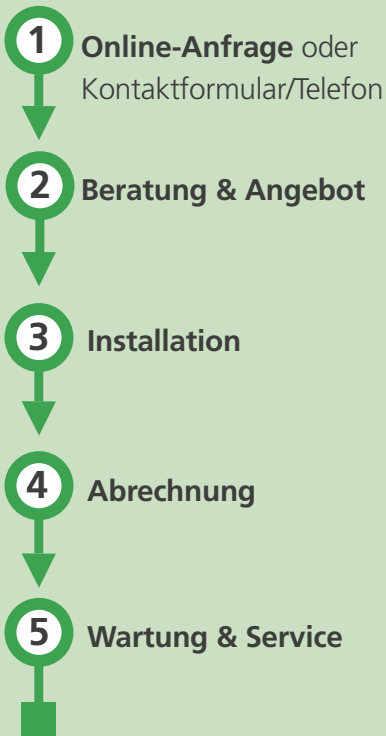 1
Online-Anfrage oder
Kontaktformular/Telefon
2
Beratung & Angebot
3
Installation
4
Abrechnung
5
Wartung & Service